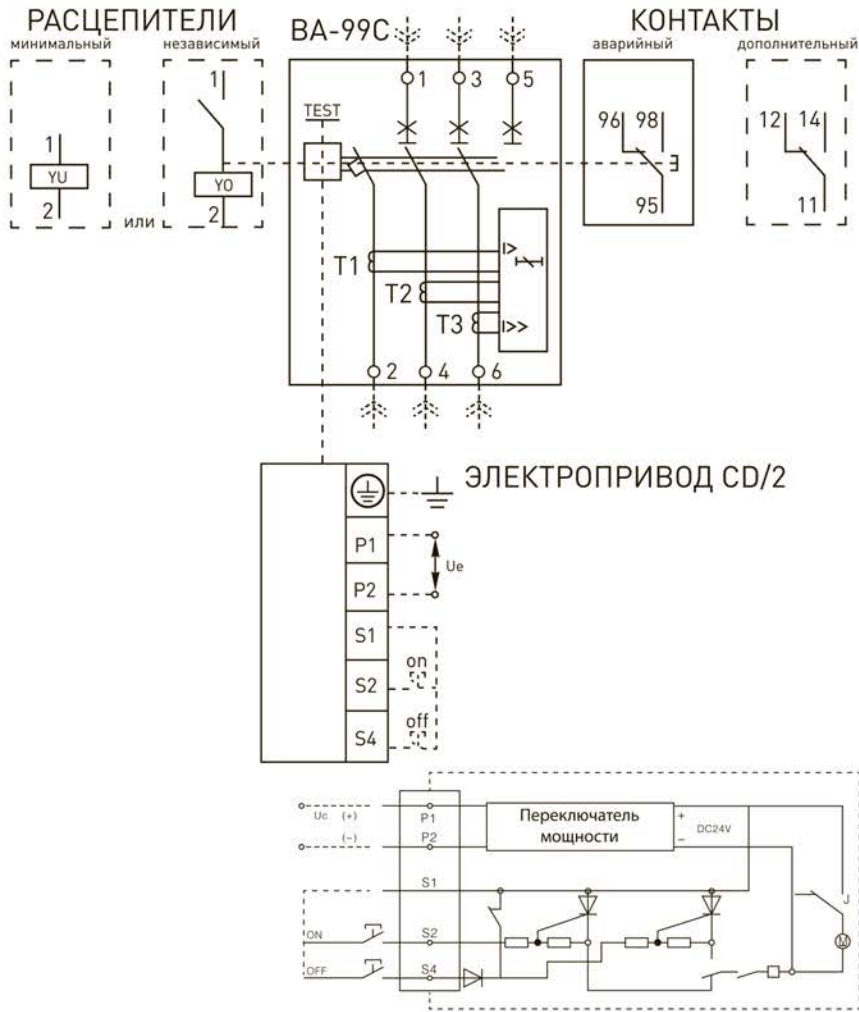 РАСЦЕПИТЕЛИ
минимальный
независимый
ВА-99С
КОНТАКТЫ
аварийный
дополнительный
1
1
3
5
1
TEST
96
98
12
14
YU
YO
2
2
или
95
11
I>
T1
T2
T3
I>>
2
4
6
ЭЛЕКТРОПРИВОД CD/2
P1
Ue
P2
S1
on
S2
off
S4
Uc (+)
P1
Переключатель
мощности
+
DC24V
(-)
P2
-
S1
J
ON
S2
M
OFF
S4